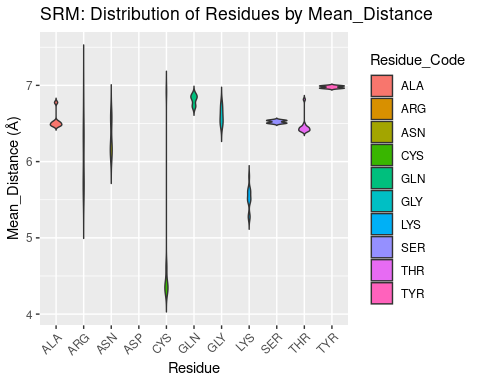 SRM: Distribution of Residues by Mean_Distance
Mean_Distance (Å)
7
6
5
4
ALA ARG ASN ASP CYS GLN GLY LYS SER THR TYR
Residue
Residue_Code
ALA
ARG
ASN
CYS
GLN
GLY
LYS
SER
THR
TYR